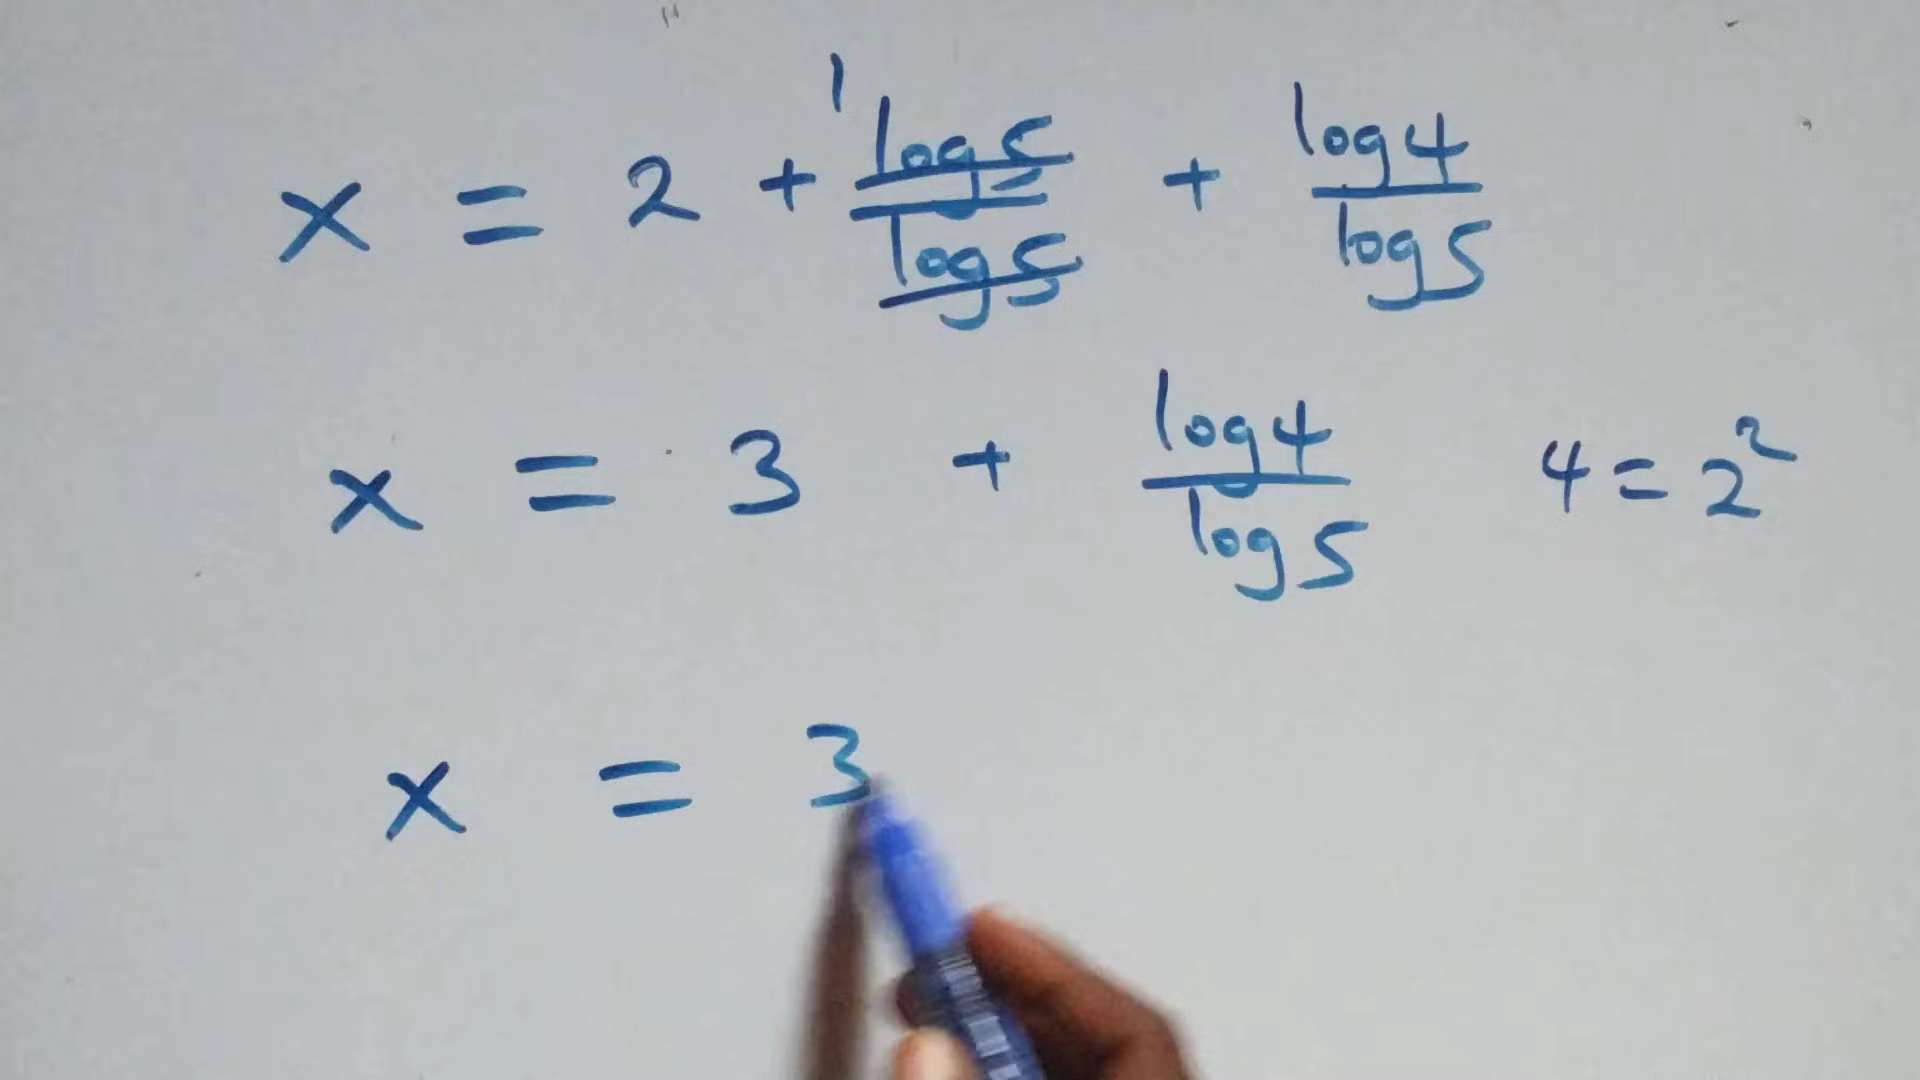 x = 2 + 1 log5/log5 + log4/log5
x = 3 + log4/log5 4=2²
x = 3